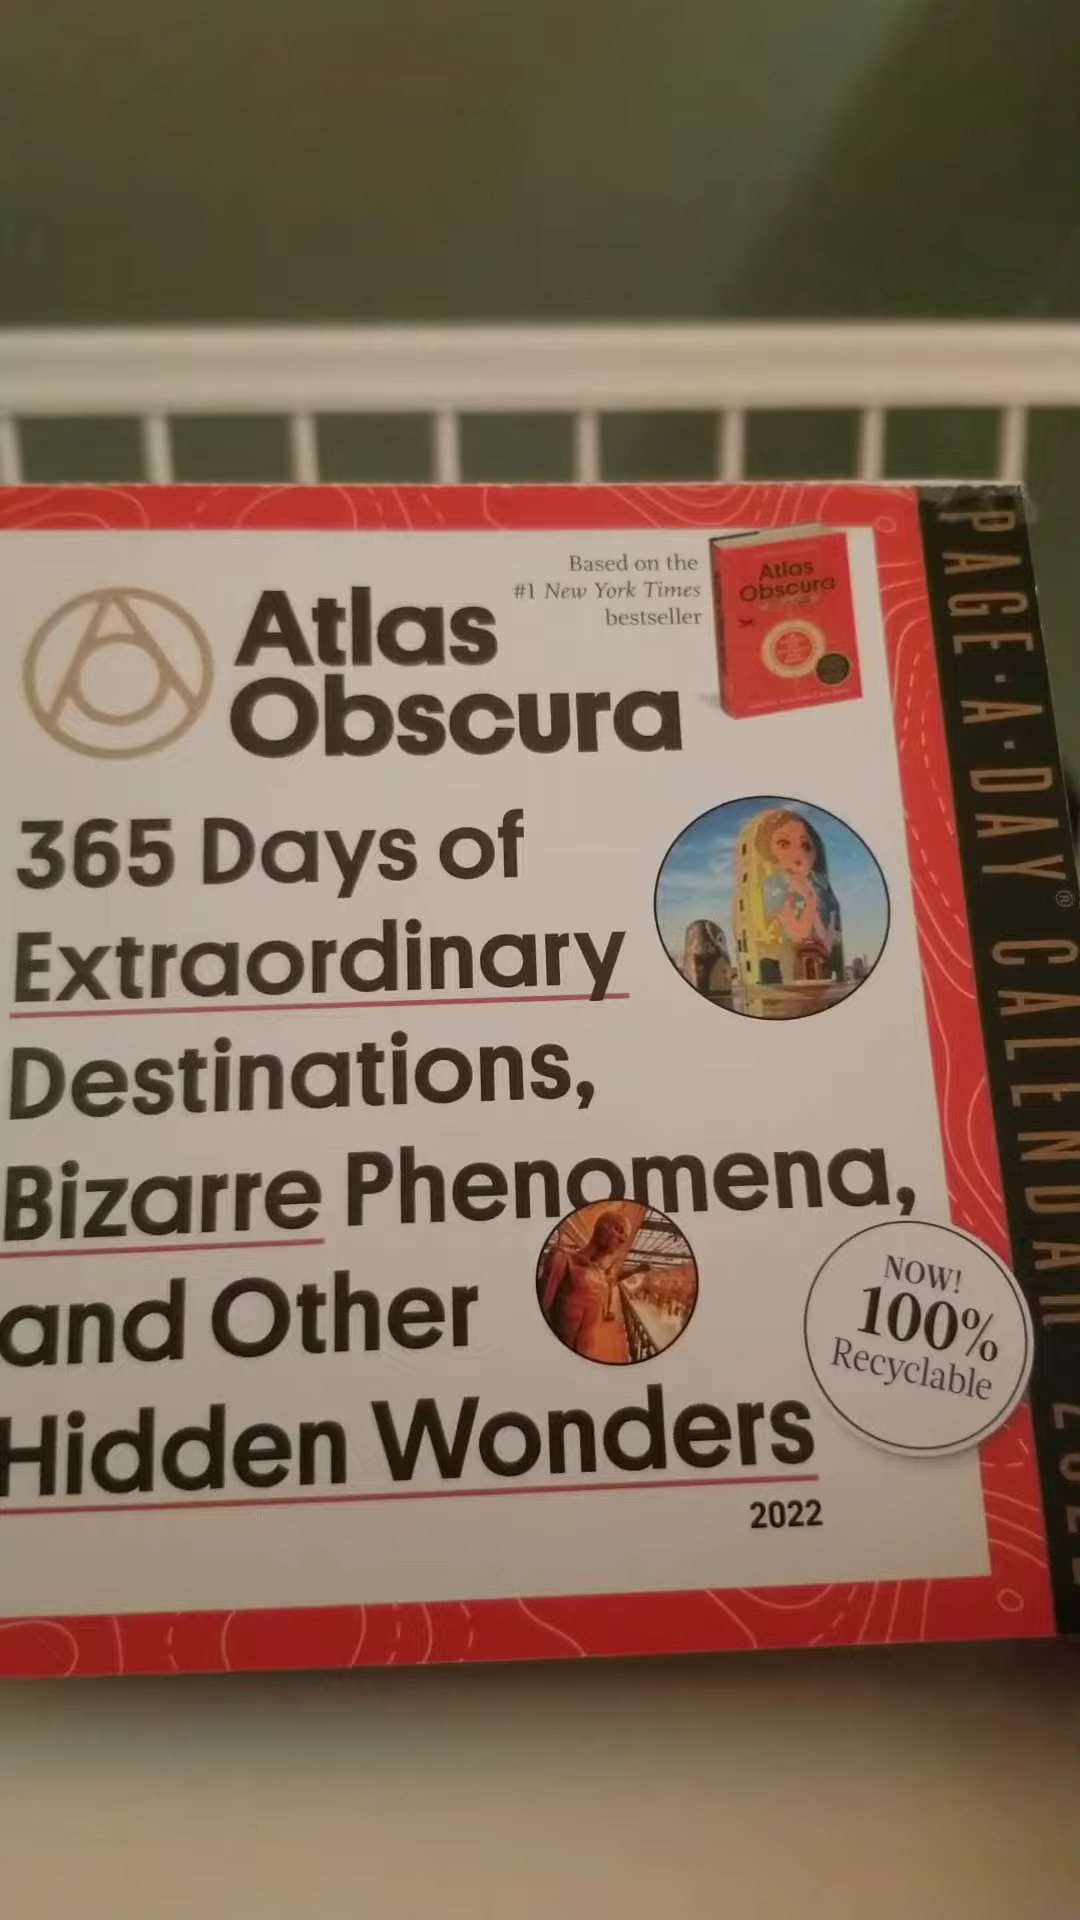 Based on the
#1 New York Times
bestseller
Atlas
Obscura
Atlas
Obscura
365 Days of
Extraordinary
Destinations,
Bizarre Phenomena,
and Other
Hidden Wonders
2022
NOW!
100%
Recyclable
PAGE·A·DAY® CALENDAR 2022